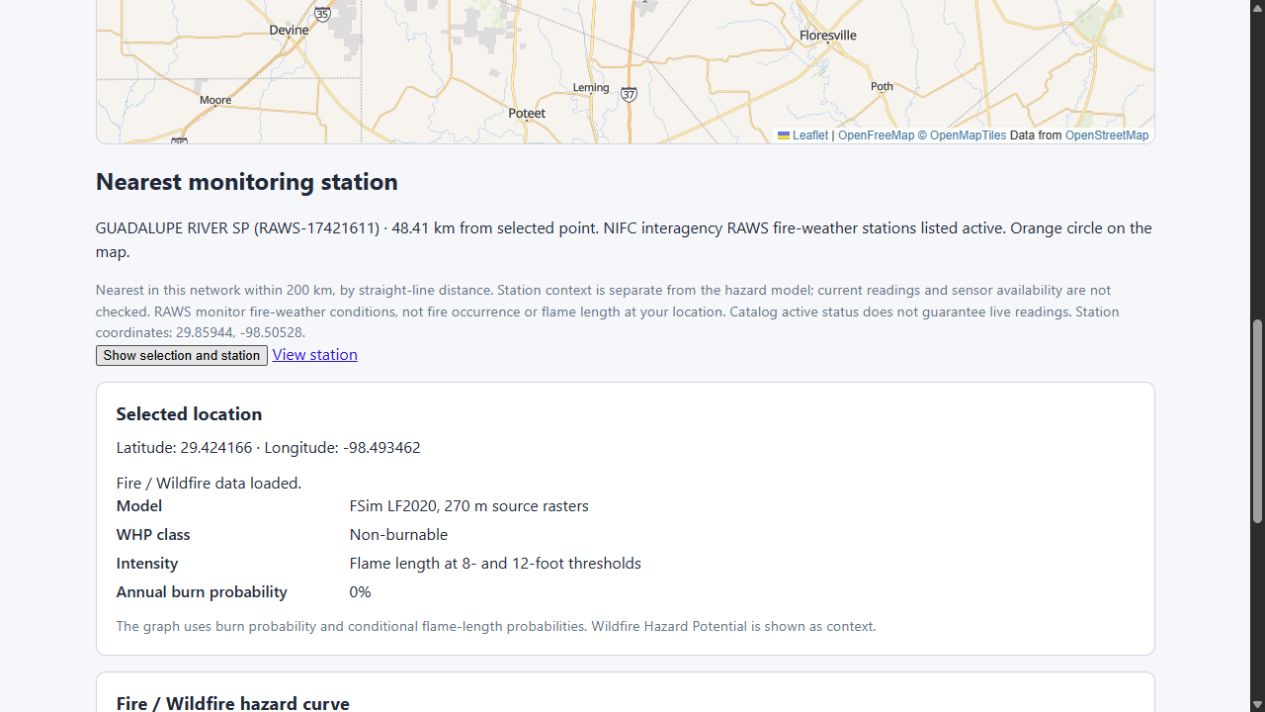 35
Devine
Floresville
Moore
Leming
37
Poth
Poteet
Leaflet | OpenFreeMap © OpenMapTiles Data from OpenStreetMap
Nearest monitoring station
GUADALUPE RIVER SP (RAWS-17421611) · 48.41 km from selected point. NIFC interagency RAWS fire-weather stations listed active. Orange circle on the
map.
Nearest in this network within 200 km, by straight-line distance. Station context is separate from the hazard model; current readings and sensor availability are not
checked. RAWS monitor fire-weather conditions, not fire occurrence or flame length at your location. Catalog active status does not guarantee live readings. Station
coordinates: 29.85944, -98.50528.
Show selection and station View station
Selected location
Latitude: 29.424166 · Longitude: -98.493462
Fire / Wildfire data loaded.
Model FSim LF2020, 270 m source rasters
WHP class Non-burnable
Intensity Flame length at 8- and 12-foot thresholds
Annual burn probability 0%
The graph uses burn probability and conditional flame-length probabilities. Wildfire Hazard Potential is shown as context.
Fire / Wildfire hazard curve